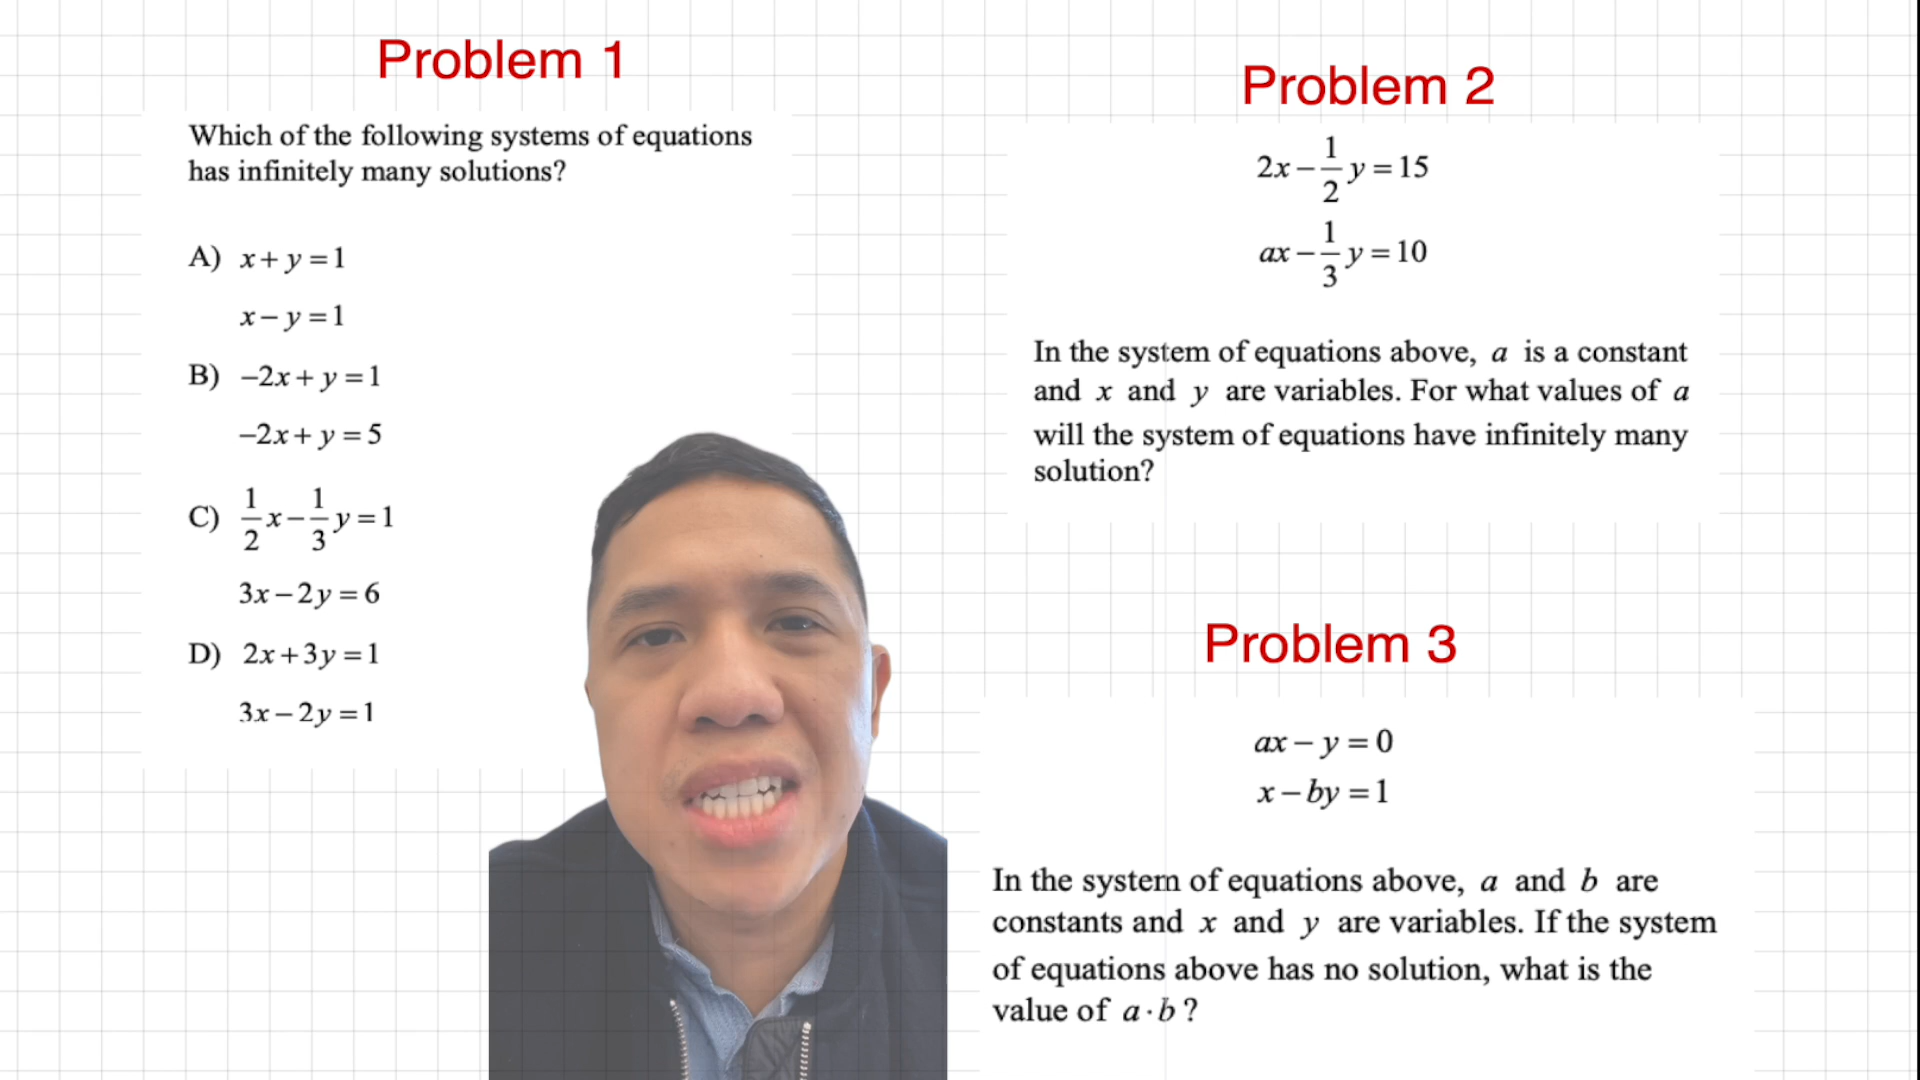 Problem 1
Which of the following systems of equations
has infinitely many solutions?
A) x + y = 1
x − y = 1
B) −2x + y = 1
−2x + y = 5
C) 1/2 x − 1/3 y = 1
3x − 2y = 6
D) 2x + 3y = 1
3x − 2y = 1
Problem 2
2x − 1/2 y = 15
ax − 1/3 y = 10
In the system of equations above, a is a constant
and x and y are variables. For what values of a
will the system of equations have infinitely many
solution?
Problem 3
ax − y = 0
x − by = 1
In the system of equations above, a and b are
constants and x and y are variables. If the system
of equations above has no solution, what is the
value of a · b ?